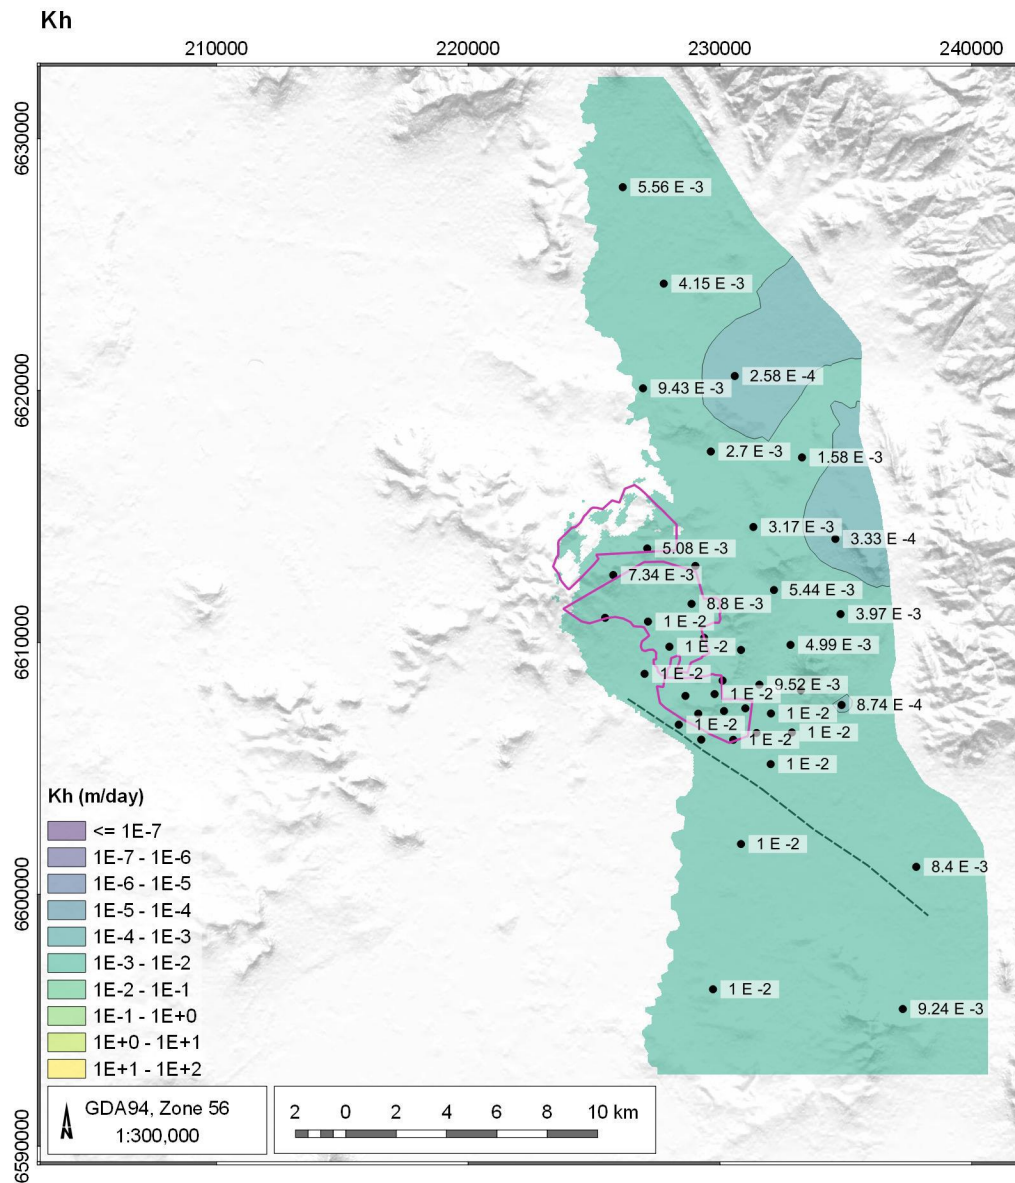 Kh
210000 220000 230000 240000
6630000
6620000
6610000
6600000
6590000
5.56 E -3
4.15 E -3
2.58 E -4
9.43 E -3
2.7 E -3
1.58 E -3
3.17 E -3
3.33 E -4
5.08 E -3
7.34 E -3
5.44 E -3
8.8 E -3
3.97 E -3
1 E -2
1 E -2
4.99 E -3
1 E -2
9.52 E -3
1 E -2
8.74 E -4
1 E -2
1 E -2
1 E -2
1 E -2
1 E -2
1 E -2
8.4 E -3
1 E -2
9.24 E -3
Kh (m/day)
<= 1E-7
1E-7 - 1E-6
1E-6 - 1E-5
1E-5 - 1E-4
1E-4 - 1E-3
1E-3 - 1E-2
1E-2 - 1E-1
1E-1 - 1E+0
1E+0 - 1E+1
1E+1 - 1E+2
GDA94, Zone 56
1:300,000
2 0 2 4 6 8 10 km